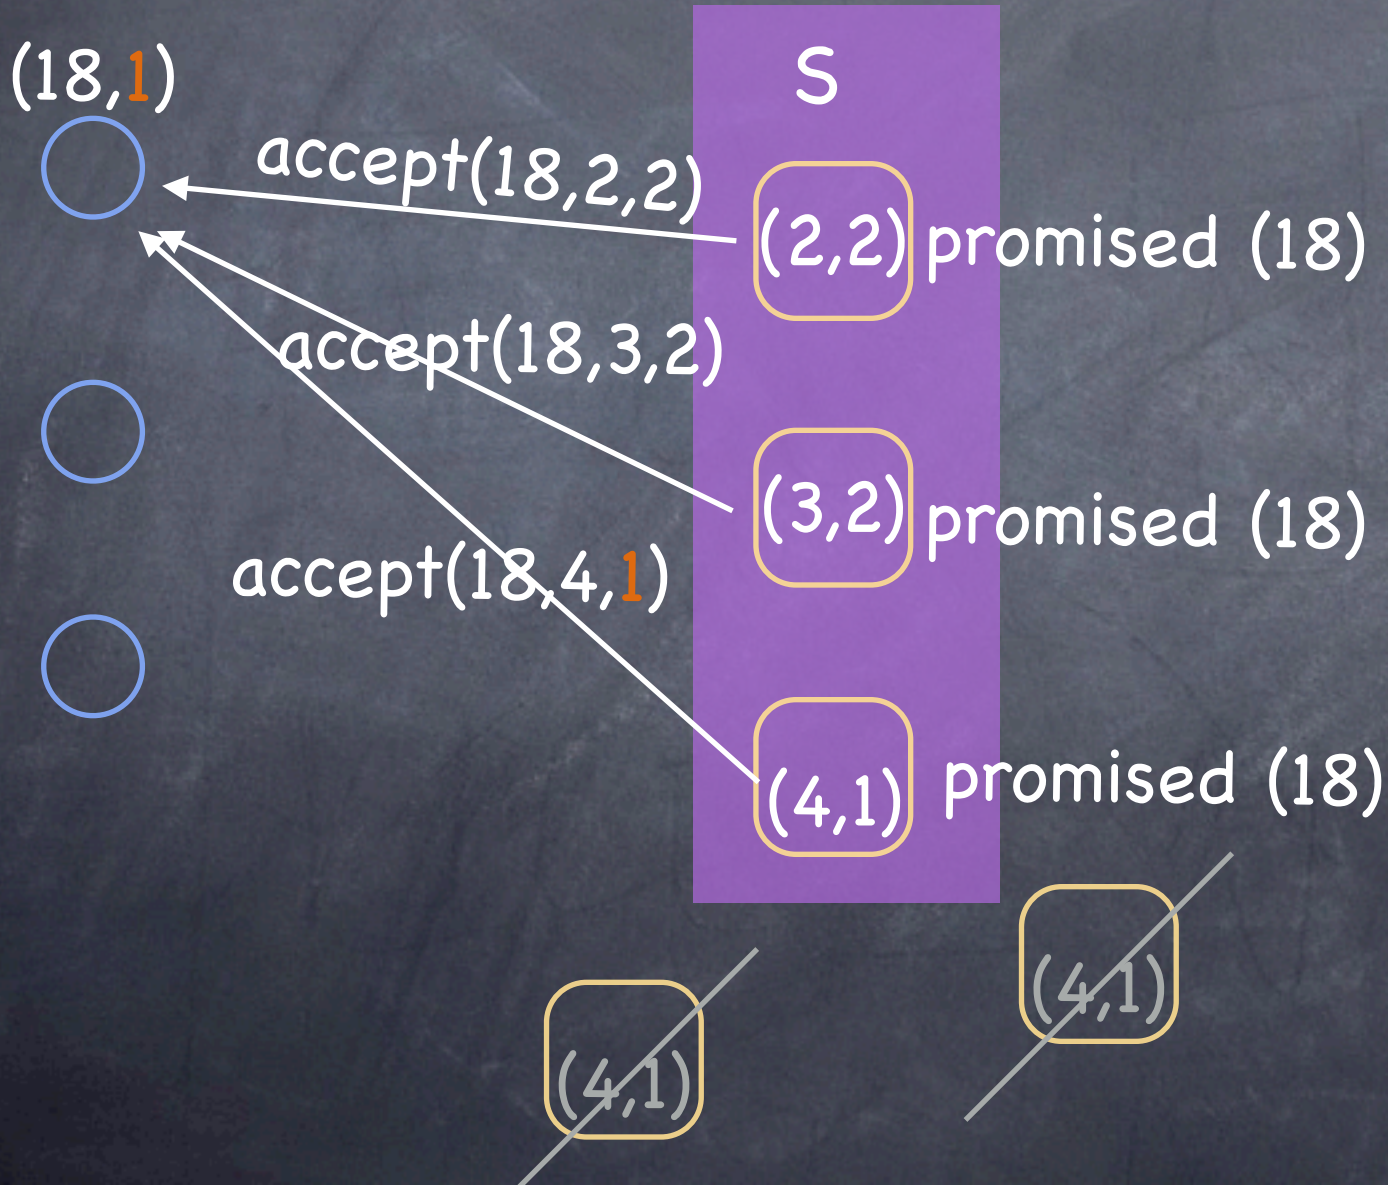 (18,1)
S
accept(18,2,2)
(2,2) promised (18)
accept(18,3,2)
(3,2) promised (18)
accept(18,4,1)
(4,1) promised (18)
(4,1)
(4,1)